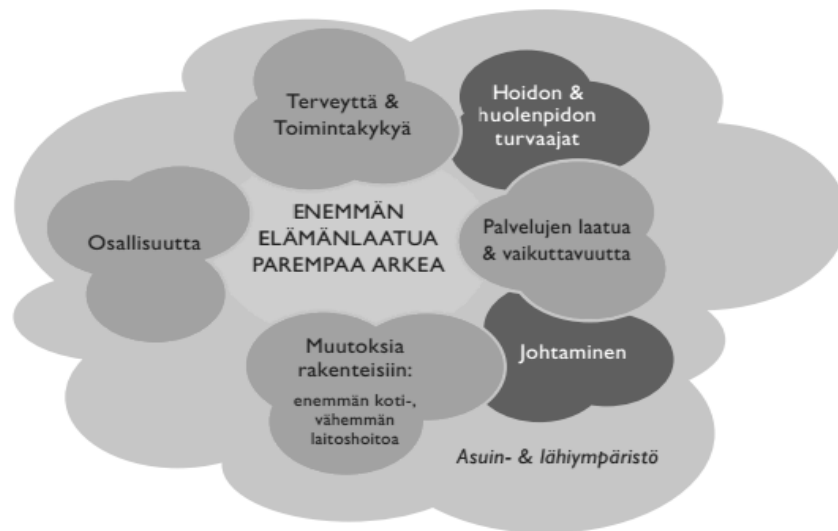 Terveyttä &
Toimintakykyä
Hoidon &
huolenpidon
turvaajat
Osallisuutta
ENEMMÄN
ELÄMÄNLAATUA
PAREMPAA ARKEA
Palvelujen laatua
& vaikuttavuutta
Muutoksia
rakenteisiin:
enemmän koti-,
vähemmän
laitoshoitoa
Johtaminen
Asuin- & lähiympäristö